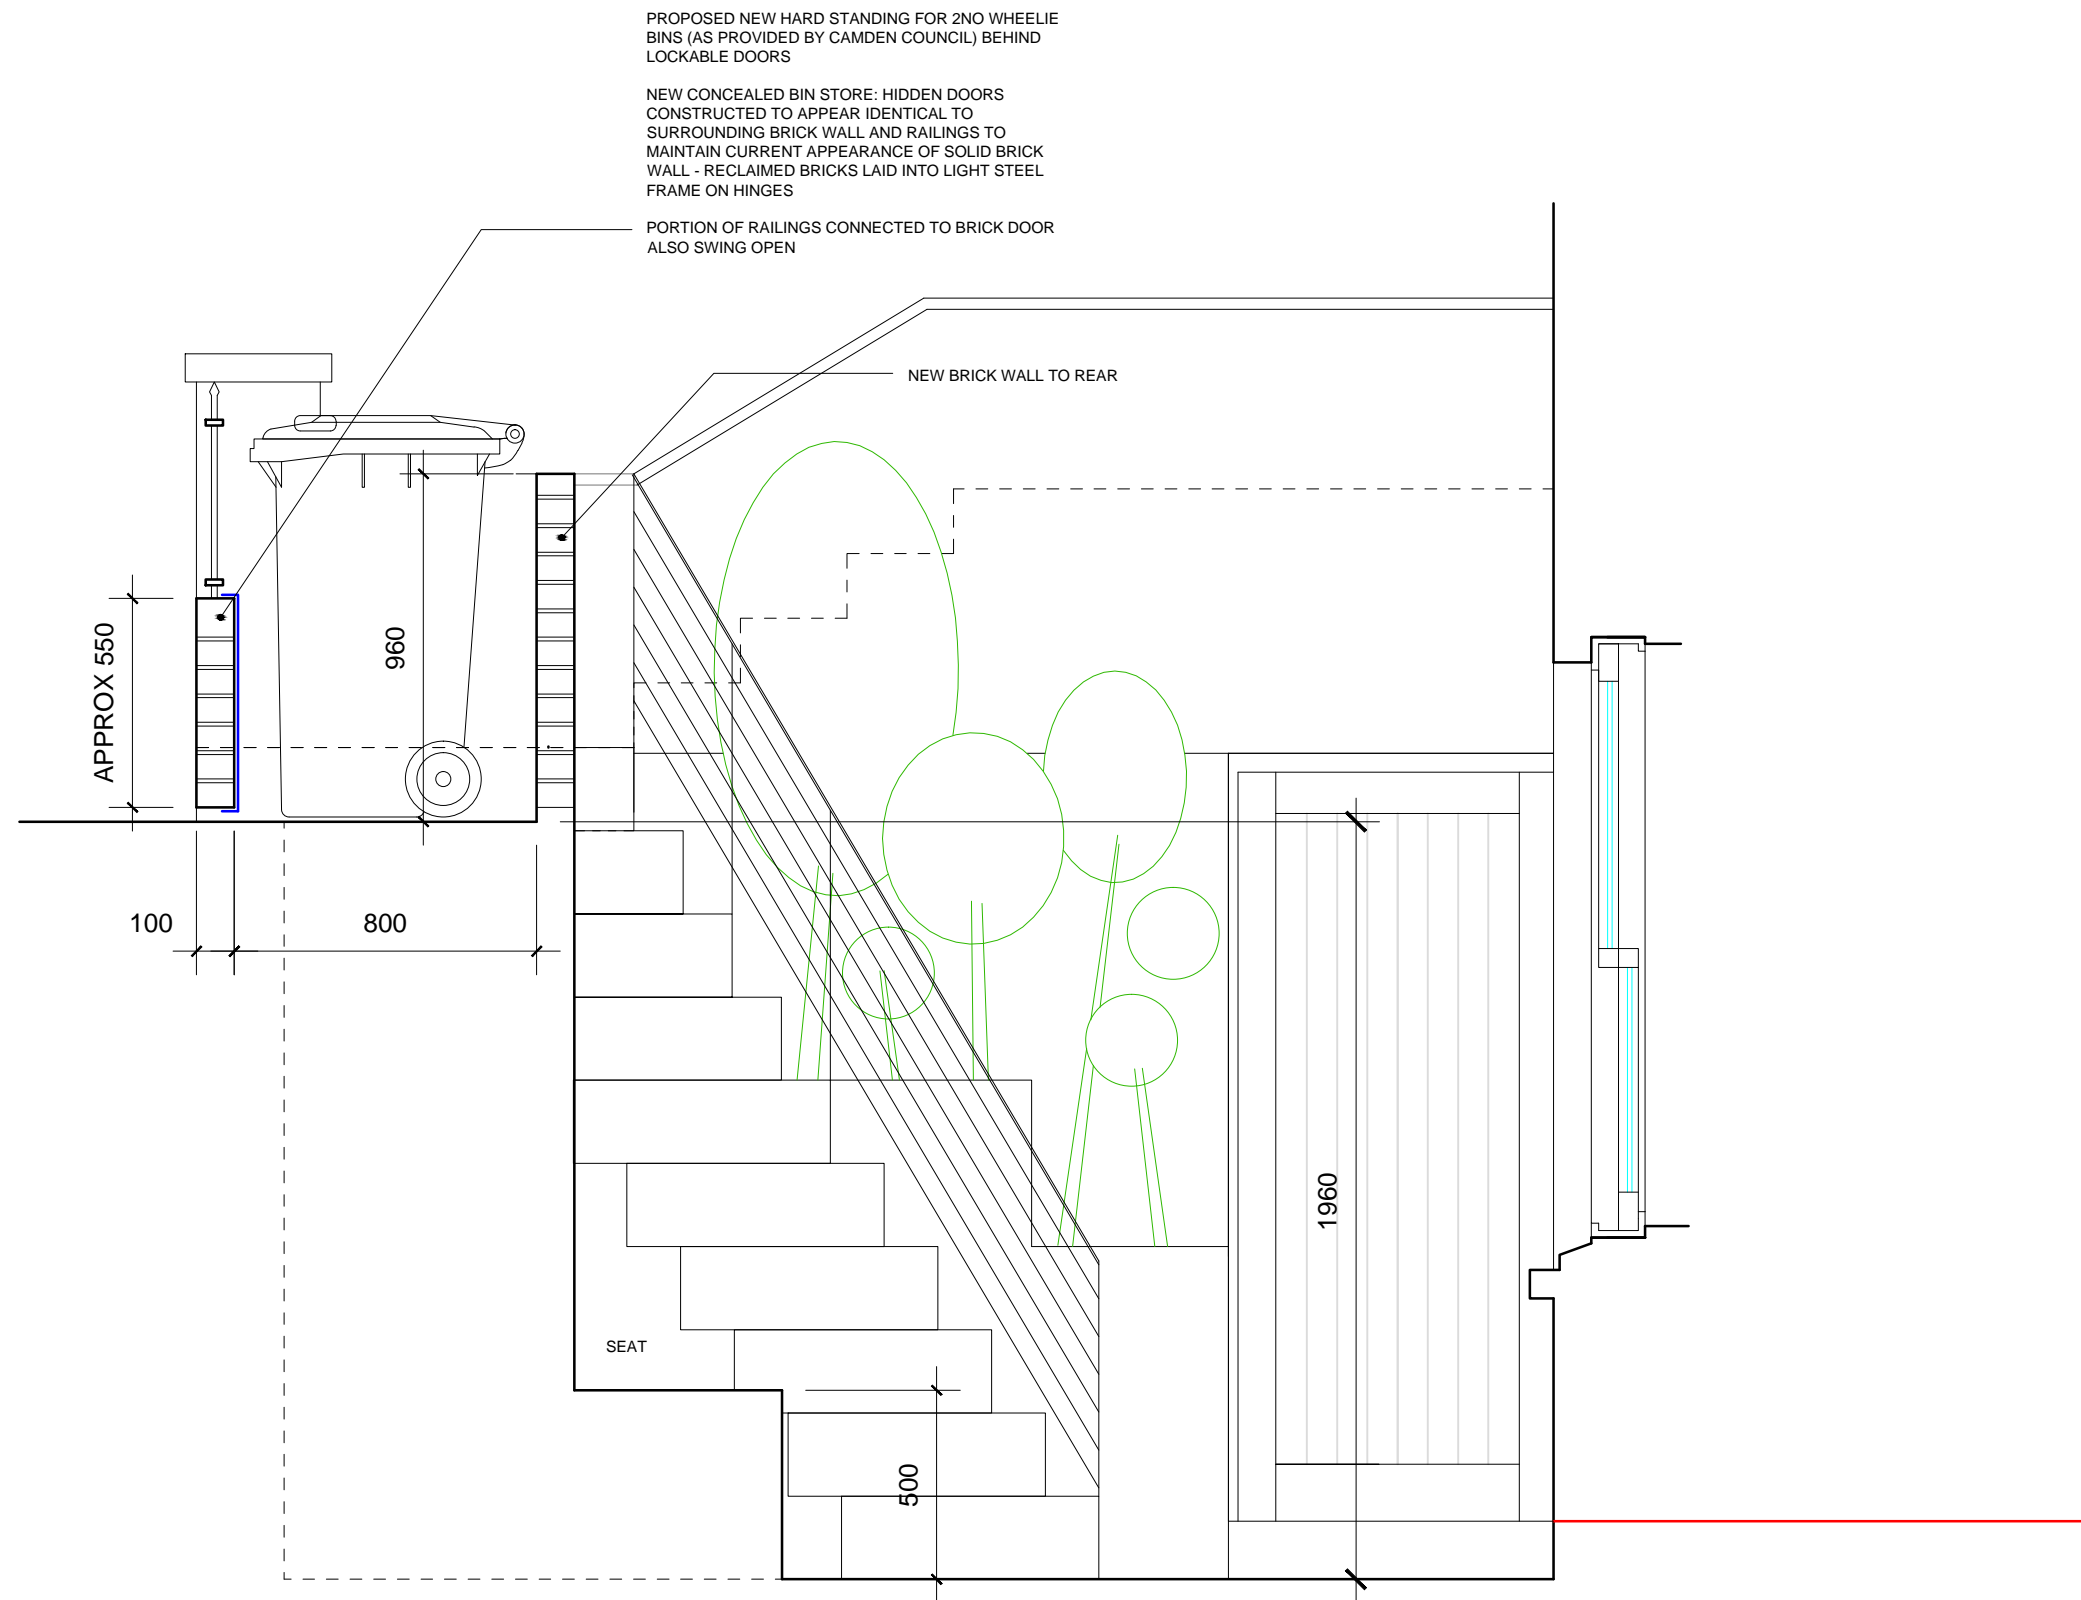 PROPOSED NEW HARD STANDING FOR 2NO WHEELIE
BINS (AS PROVIDED BY CAMDEN COUNCIL) BEHIND
LOCKABLE DOORS
NEW CONCEALED BIN STORE: HIDDEN DOORS
CONSTRUCTED TO APPEAR IDENTICAL TO
SURROUNDING BRICK WALL AND RAILINGS TO
MAINTAIN CURRENT APPEARANCE OF SOLID BRICK
WALL - RECLAIMED BRICKS LAID INTO LIGHT STEEL
FRAME ON HINGES
PORTION OF RAILINGS CONNECTED TO BRICK DOOR
ALSO SWING OPEN
NEW BRICK WALL TO REAR
APPROX 550
960
100
800
1960
SEAT
500